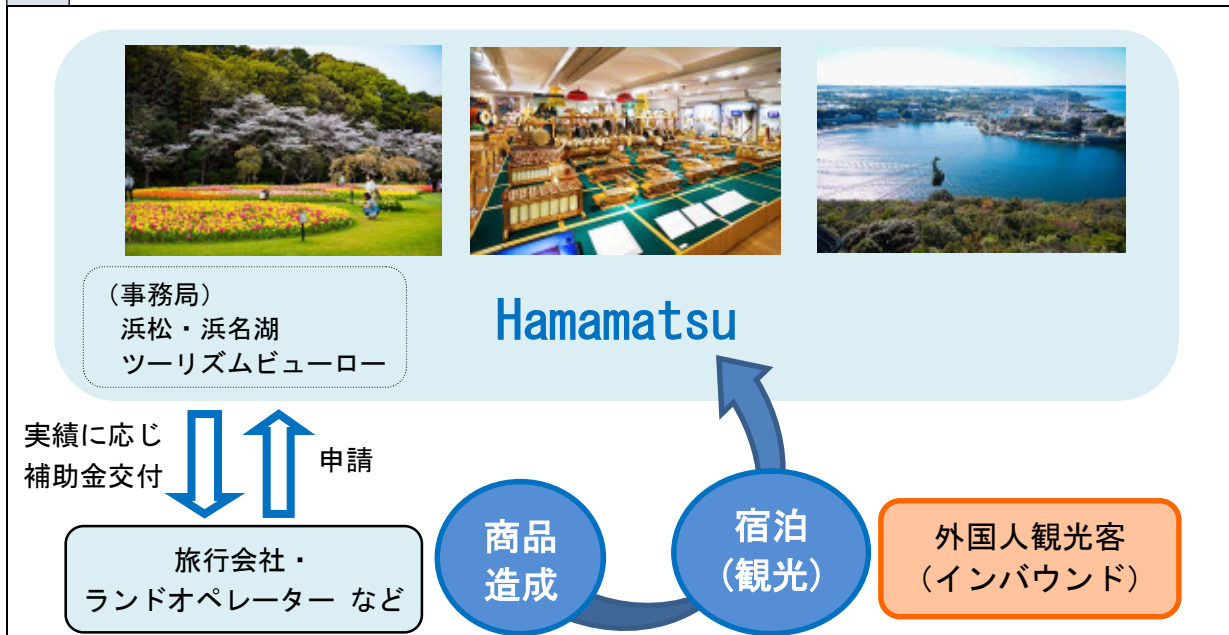 (事務局)
浜松・浜名湖
ツーリズムビューロー
Hamamatsu
実績に応じ
補助金交付
申請
旅行会社・
ランドオペレーター など
商品
造成
宿泊
(観光)
外国人観光客
(インバウンド)